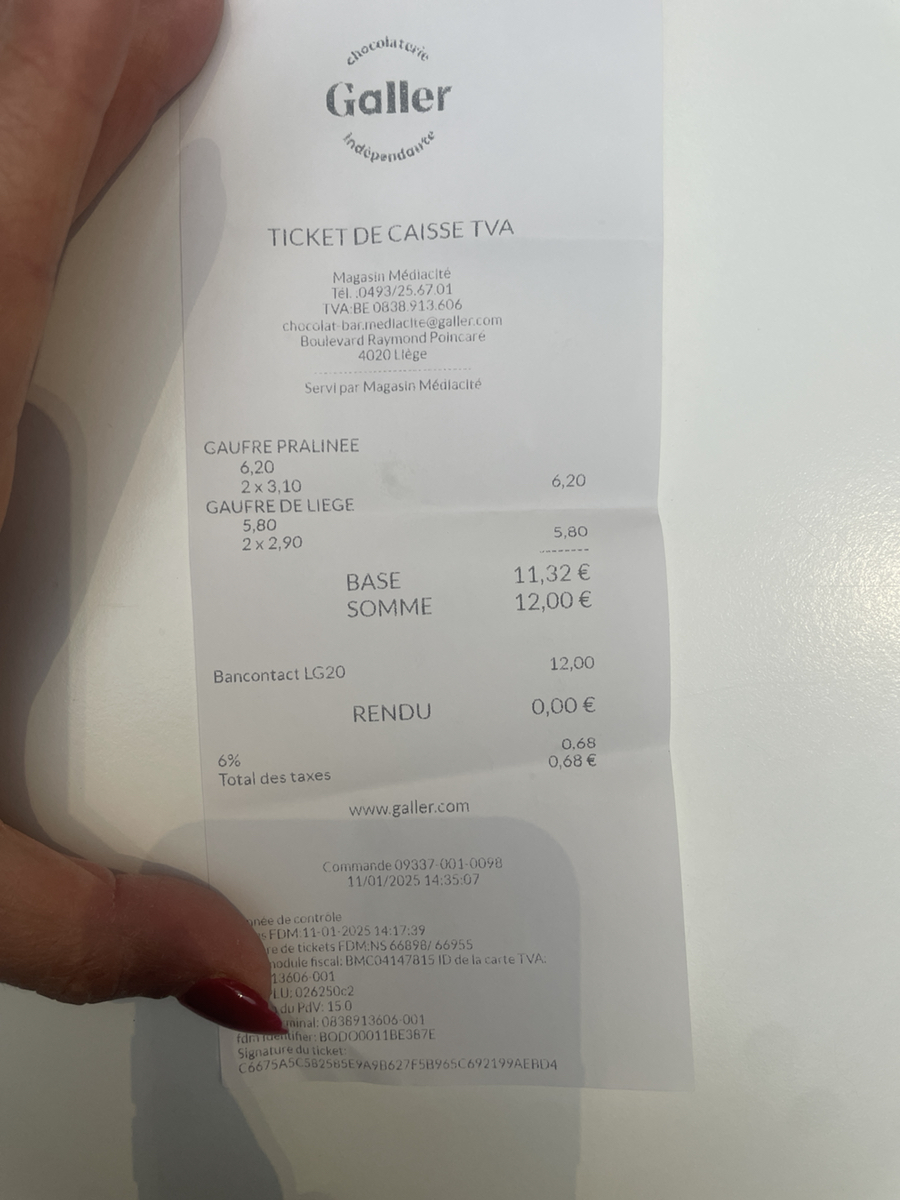 chocolaterie
Galler
indépendante
TICKET DE CAISSE TVA
Magasin Médiacité
Tél. :0493/25.67.01
TVA:BE 0838.913.606
chocolat-bar.mediacite@galler.com
Boulevard Raymond Poincaré
4020 Liège
Servi par Magasin Médiacité
GAUFRE PRALINEE
6,20
2 x 3,10 6,20
GAUFRE DE LIEGE
5,80
2 x 2,90 5,80
BASE 11,32 €
SOMME 12,00 €
Bancontact LG20 12,00
RENDU 0,00 €
6% 0,68
Total des taxes 0,68 €
www.galler.com
Commande 09337-001-0098
11/01/2025 14:35:07
de contrôle
FDM:11-01-2025 14:17:39
de tickets FDM:NS 66898/ 66955
fiscal: BMC04147815 ID de la carte TVA:
13606-001
LU: 026250c2
du PdV: 15.0
minal: 0838913606-001
fdm Identifier: BODO0011BE387E
Signature du ticket:
C6675A5C5825B5E9A9B627F5B965C692199AEBD4